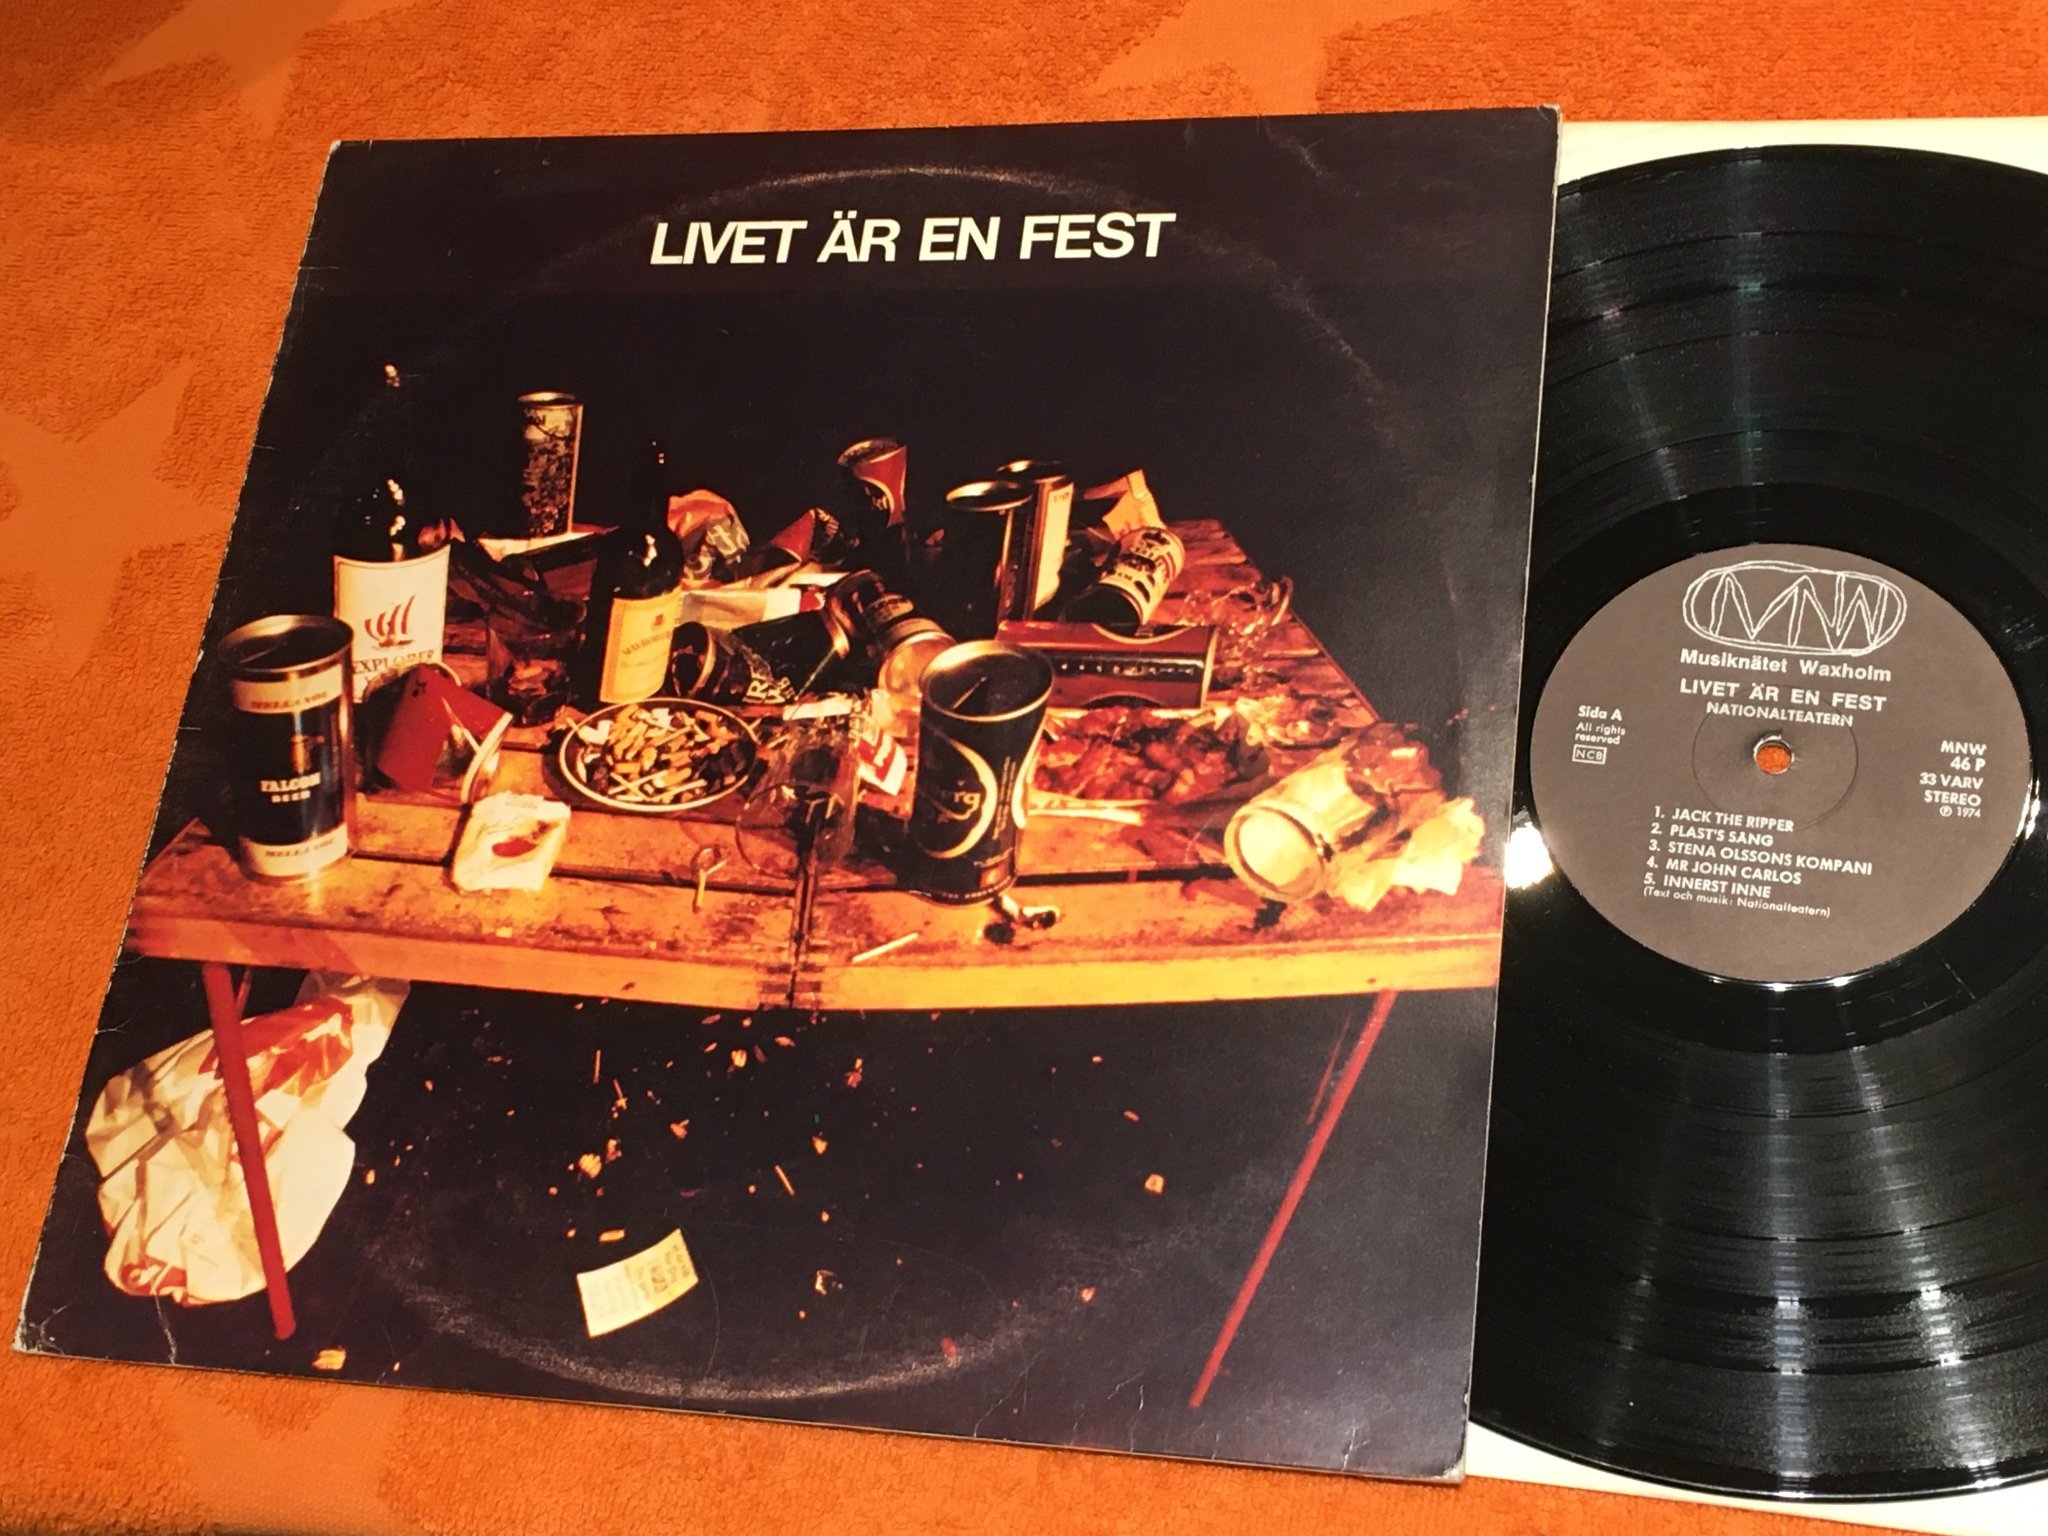 LIVET ÄR EN FEST
EXPLORER
MELLANÖL
FALCON
BEER
MNW
Musiknätet Waxholm
LIVET ÄR EN FEST
NATIONALTEATERN
Sida A
All rights
reserved
NCB
MNW
46 P
33 VARV
STEREO
℗ 1974
1. JACK THE RIPPER
2. PLAST'S SÅNG
3. STENA OLSSONS KOMPANI
4. MR JOHN CARLOS
5. INNERST INNE
(Text och musik: Nationalteatern)